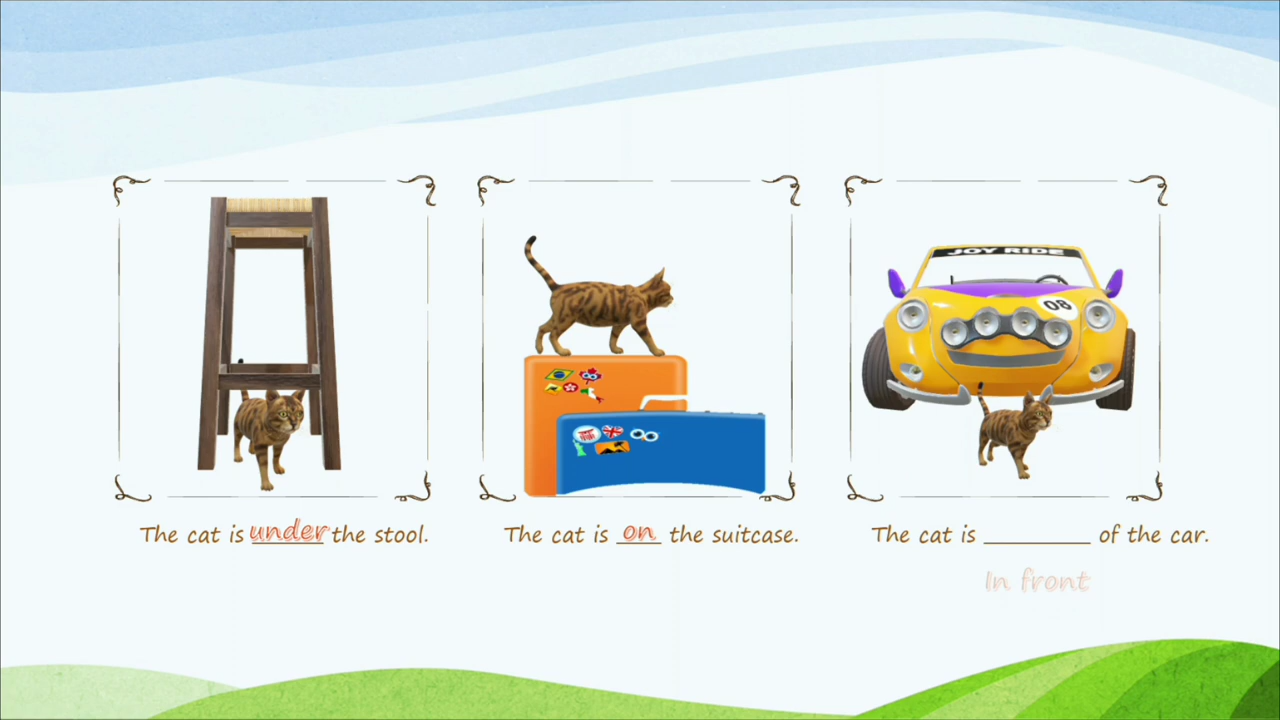 JOY RIDE
08
The cat is under the stool.
The cat is on the suitcase.
The cat is __________ of the car.
In front